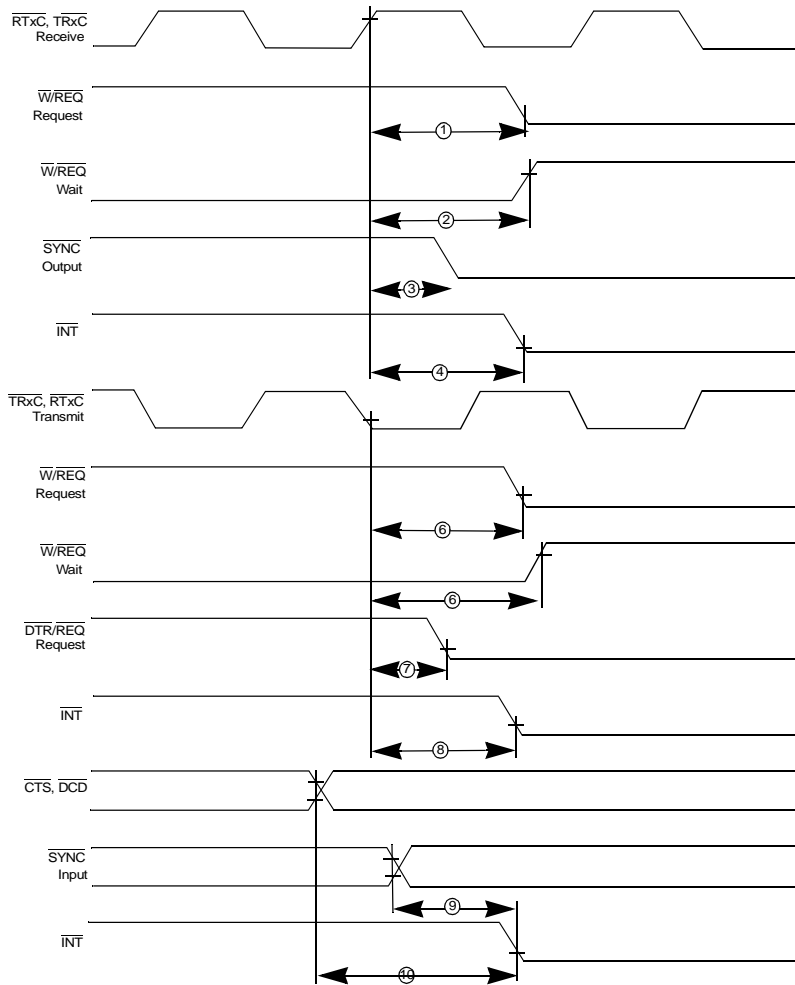 RTxC, TRxC
Receive
W/REQ
Request
①
W/REQ
Wait
②
SYNC
Output
③
INT
④
TRxC, RTxC
Transmit
W/REQ
Request
⑥
W/REQ
Wait
⑥
DTR/REQ
Request
⑦
INT
⑧
CTS, DCD
SYNC
Input
⑨
INT
⑩